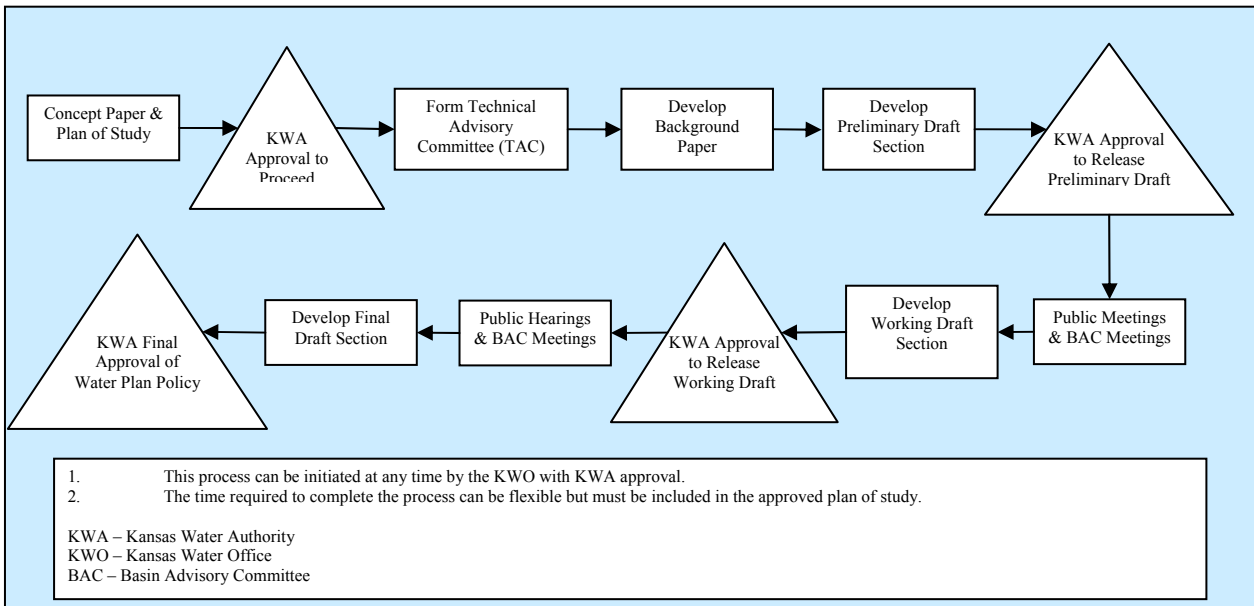 Concept Paper &
Plan of Study
KWA
Approval to
Proceed
Form Technical
Advisory
Committee (TAC)
Develop
Background
Paper
Develop
Preliminary Draft
Section
KWA Approval
to Release
Preliminary Draft
Public Meetings
& BAC Meetings
Develop
Working Draft
Section
KWA Approval
to Release
Working Draft
Public Hearings
& BAC Meetings
Develop Final
Draft Section
KWA Final
Approval of
Water Plan Policy
1. This process can be initiated at any time by the KWO with KWA approval.
2. The time required to complete the process can be flexible but must be included in the approved plan of study.
KWA – Kansas Water Authority
KWO – Kansas Water Office
BAC – Basin Advisory Committee